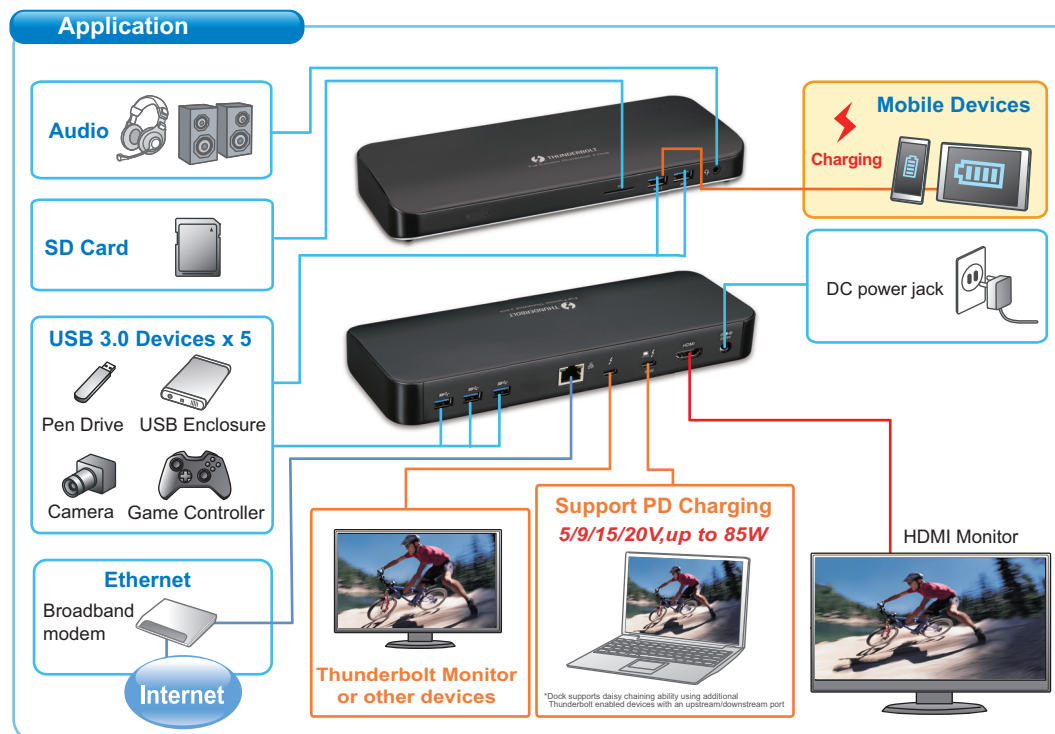 Application
Audio
SD Card
USB 3.0 Devices x 5
Pen Drive
USB Enclosure
Camera
Game Controller
Ethernet
Broadband
modem
Internet
THUNDERBOLT
Mobile Devices
Charging
DC power jack
THUNDERBOLT
HDMI
Thunderbolt Monitor
or other devices
Support PD Charging
5/9/15/20V,up to 85W
*Dock supports daisy chaining ability using additional
Thunderbolt enabled devices with an upstream/downstream port
HDMI Monitor